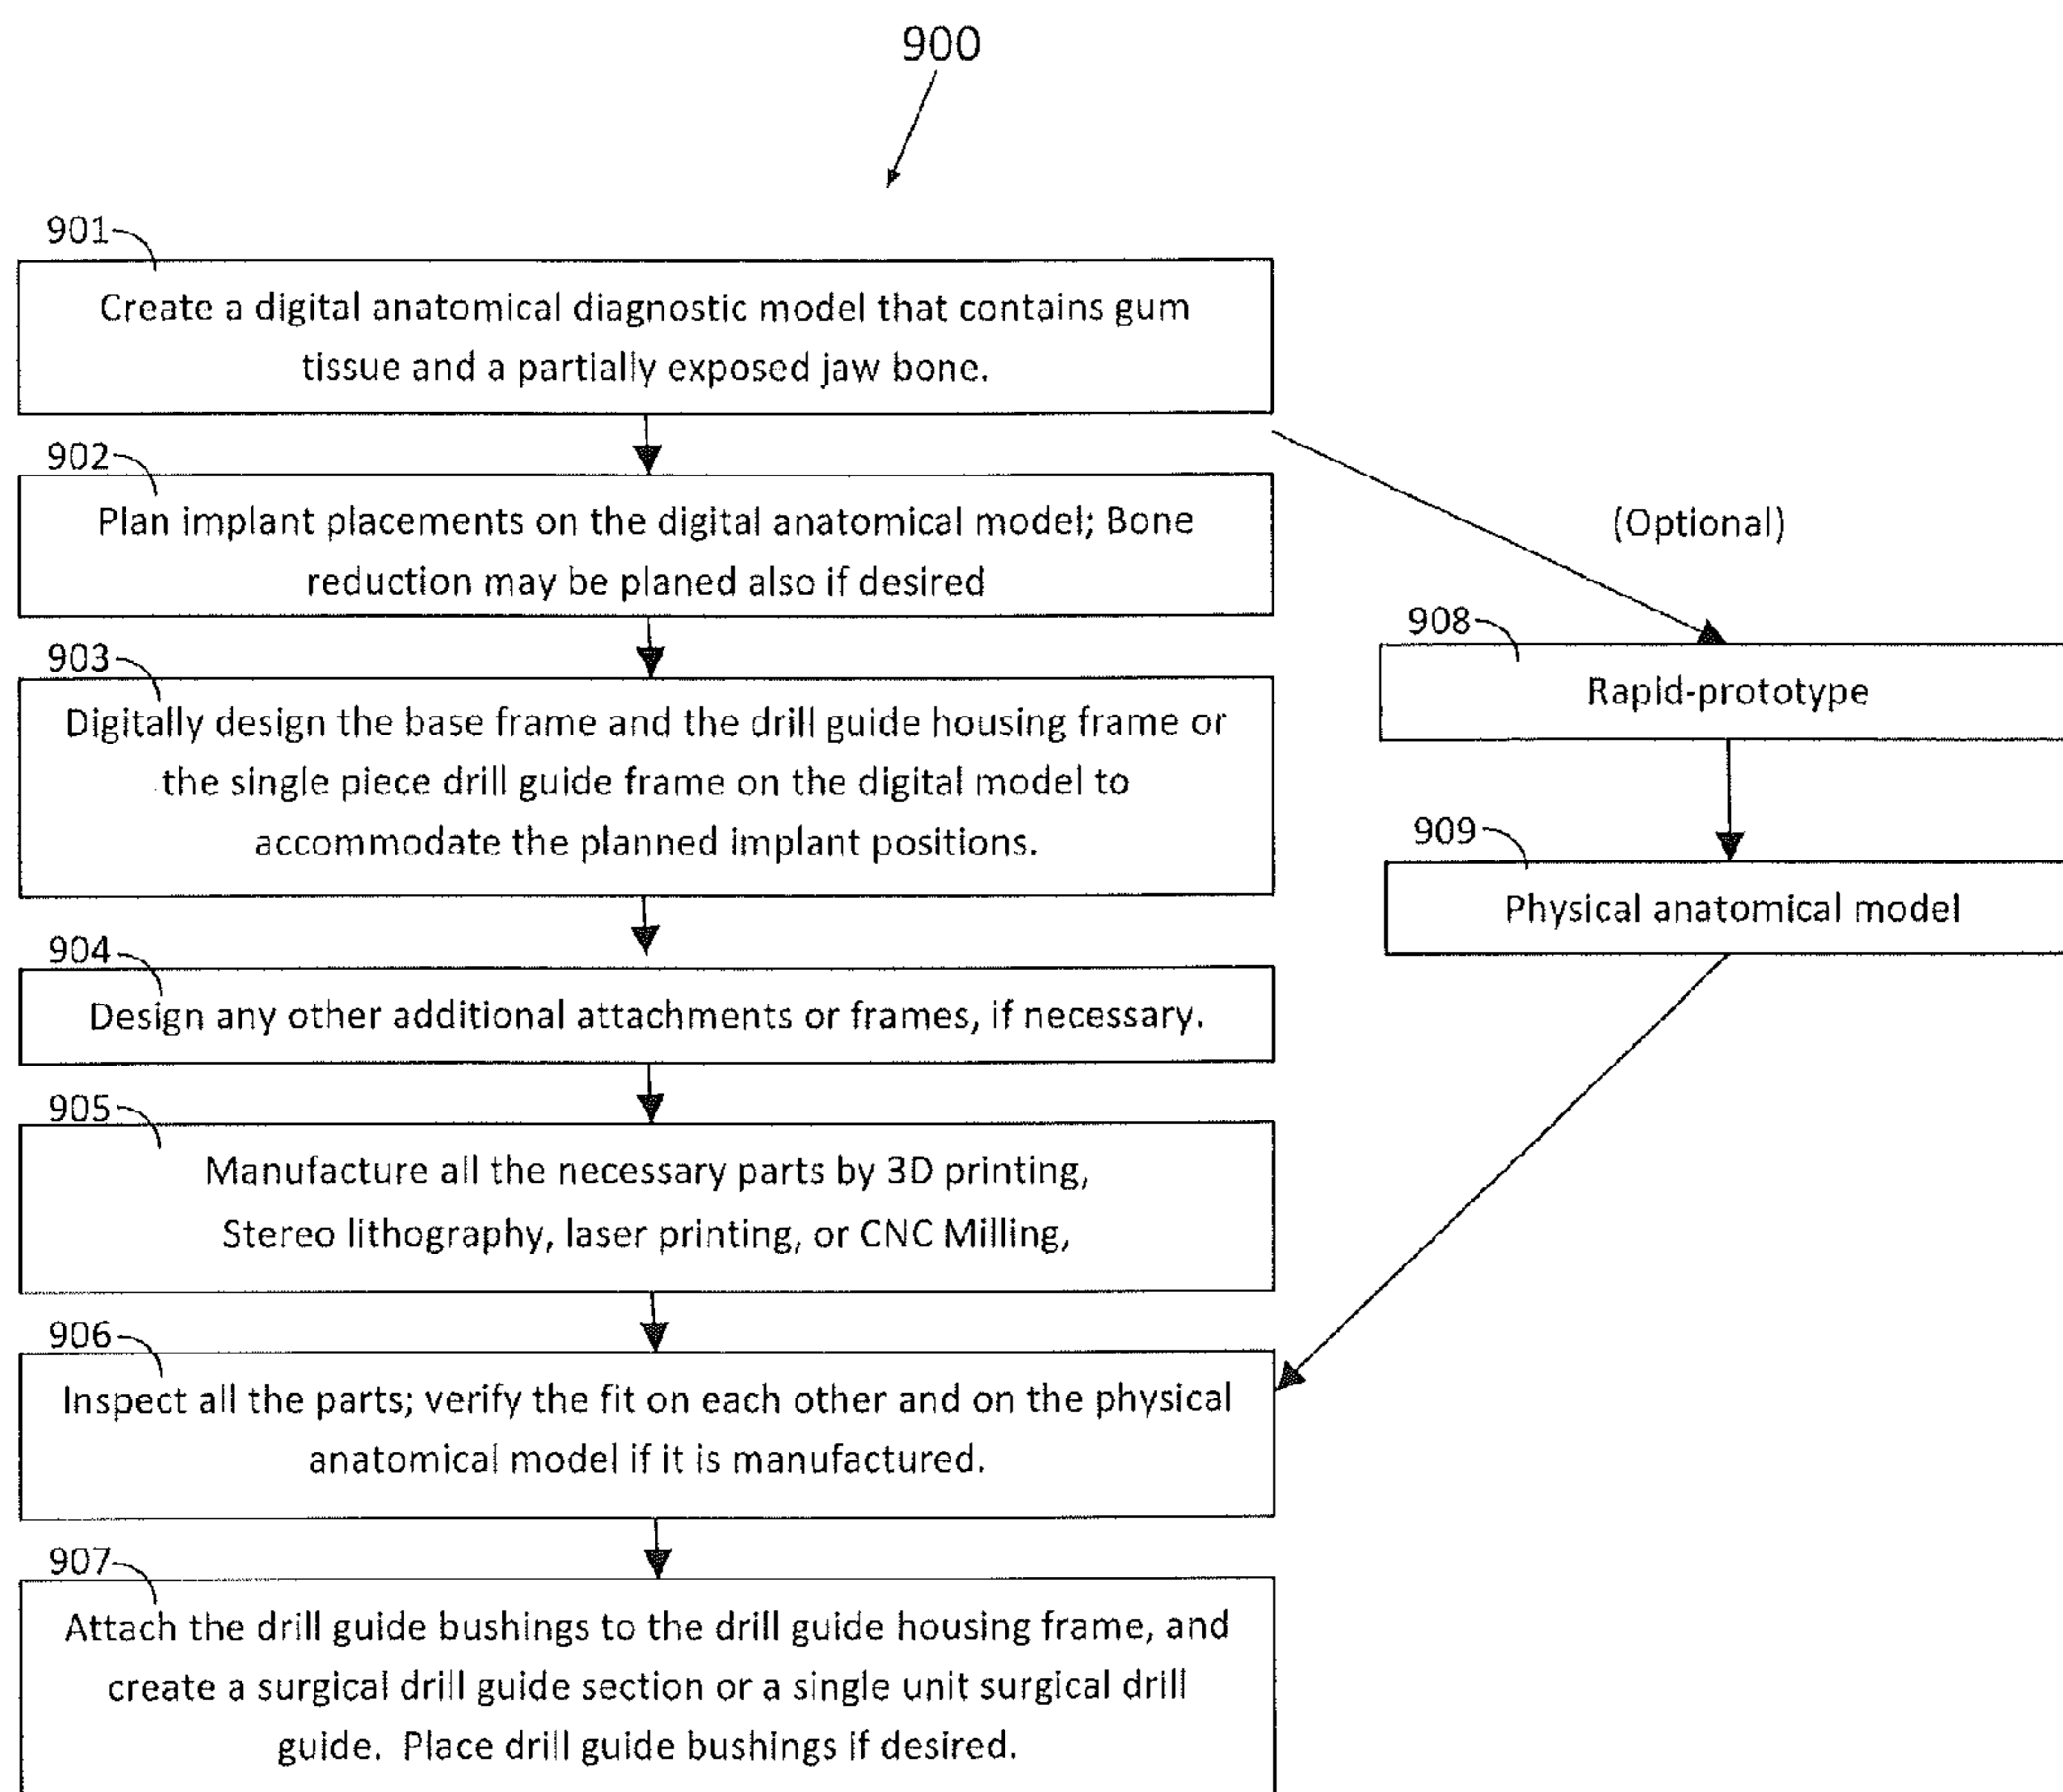 900
901
Create a digital anatomical diagnostic model that contains gum
tissue and a partially exposed jaw bone.
902
Plan implant placements on the digital anatomical model; Bone
reduction may be planed also if desired
(Optional)
903
Digitally design the base frame and the drill guide housing frame or
the single piece drill guide frame on the digital model to
accommodate the planned implant positions.
908
Rapid-prototype
909
Physical anatomical model
904
Design any other additional attachments or frames, if necessary.
905
Manufacture all the necessary parts by 3D printing,
Stereo lithography, laser printing, or CNC Milling,
906
Inspect all the parts; verify the fit on each other and on the physical
anatomical model if it is manufactured.
907
Attach the drill guide bushings to the drill guide housing frame, and
create a surgical drill guide section or a single unit surgical drill
guide.  Place drill guide bushings if desired.